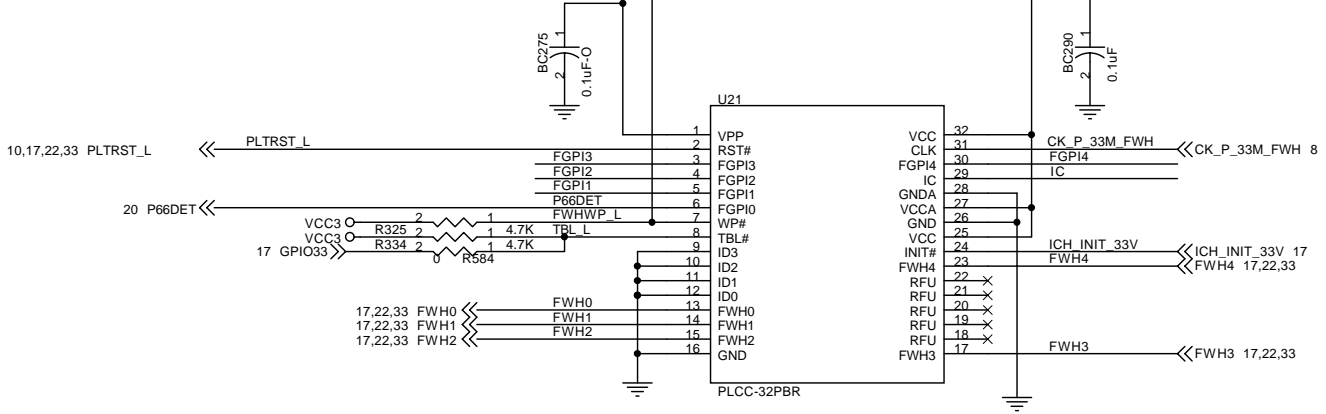 BC275
1
2
0.1uF-O
BC290
1
2
0.1uF
U21
10,17,22,33 PLTRST_L
PLTRST_L
1 VPP
2 RST#
FGPI3 3 FGPI3
FGPI2 4 FGPI2
FGPI1 5 FGPI1
20 P66DET
P66DET 6 FGPI0
VCC3 2 1 FWHWP_L 7 WP#
VCC3 R325 2 1 4.7K TBL_L 8 TBL#
17 GPIO33 R334 2 1 4.7K 9 ID3
0 R584
10 ID2
11 ID1
12 ID0
17,22,33 FWH0 FWH0 13 FWH0
17,22,33 FWH1 FWH1 14 FWH1
17,22,33 FWH2 FWH2 15 FWH2
16 GND
VCC 32
CLK 31 CK_P_33M_FWH CK_P_33M_FWH 8
FGPI4 30 FGPI4
IC 29 IC
GNDA 28
VCCA 27
GND 26
VCC 25
INIT# 24 ICH_INIT_33V ICH_INIT_33V 17
FWH4 23 FWH4 FWH4 17,22,33
RFU 22
RFU 21
RFU 20
RFU 19
RFU 18
FWH3 17 FWH3 FWH3 17,22,33
PLCC-32PBR